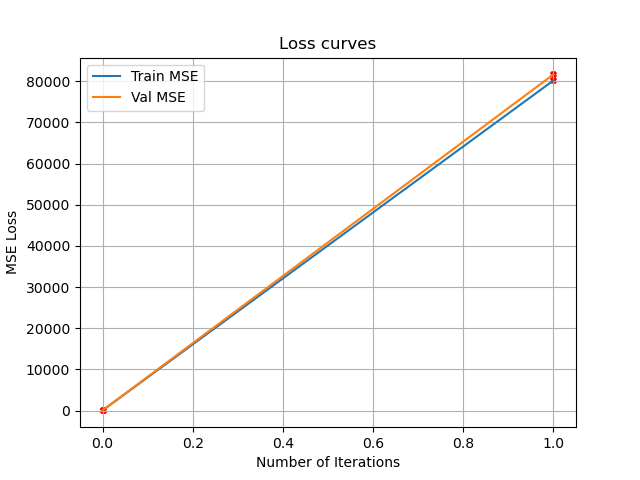 Loss curves
Train MSE
Val MSE
80000
70000
60000
50000
40000
30000
20000
10000
0
MSE Loss
0.0 0.2 0.4 0.6 0.8 1.0
Number of Iterations